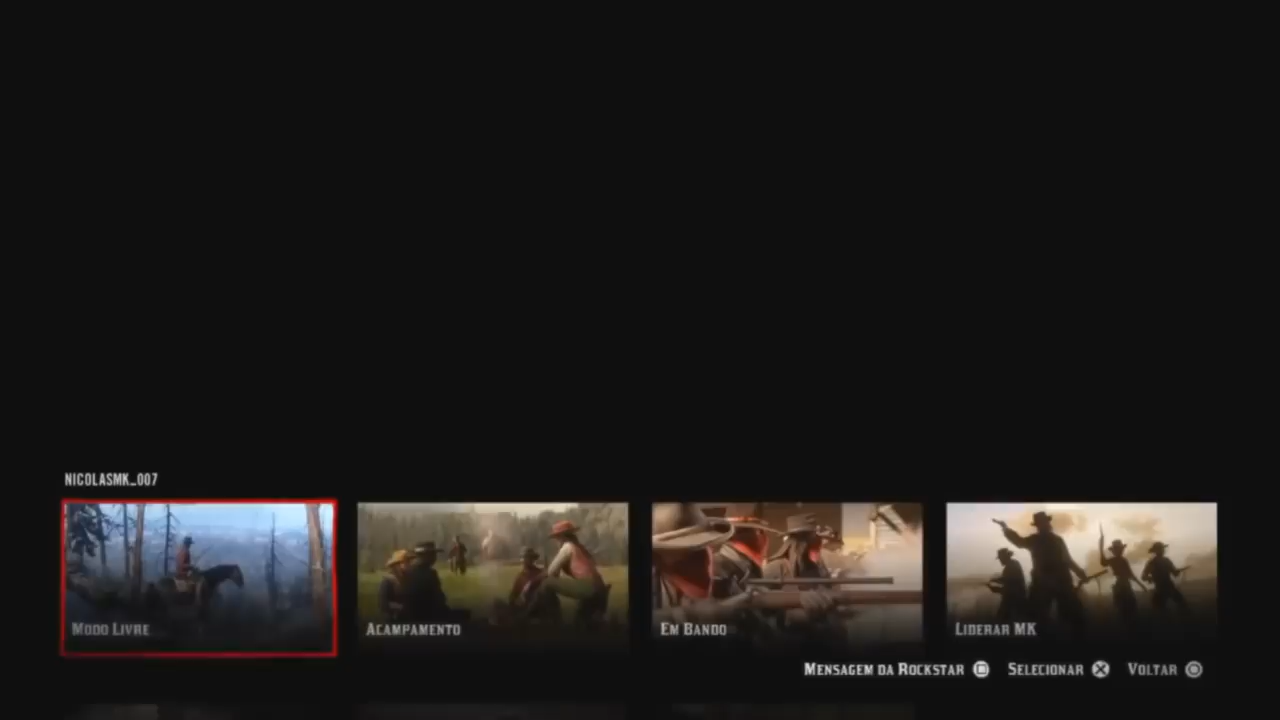 NICOLASMK_007
MODO LIVRE
ACAMPAMENTO
EM BANDO
LIDERAR MK
MENSAGEM DA ROCKSTAR
SELECIONAR
VOLTAR